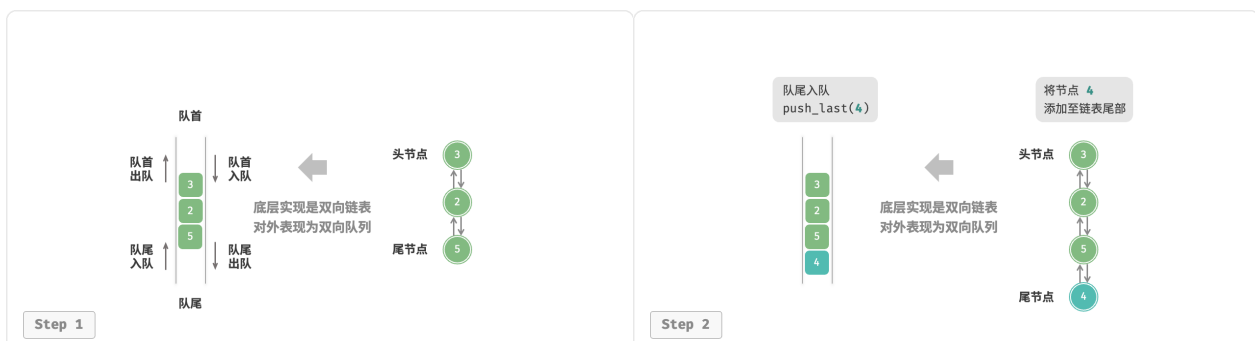 队首
队首
出队
队首
入队
3
2
5
队尾
入队
队尾
出队
队尾
底层实现是双向链表
对外表现为双向队列
头节点
3
2
尾节点
5
Step 1
队尾入队
push_last(4)
3
2
5
4
底层实现是双向链表
对外表现为双向队列
将节点 4
添加至链表尾部
头节点
3
2
5
尾节点
4
Step 2